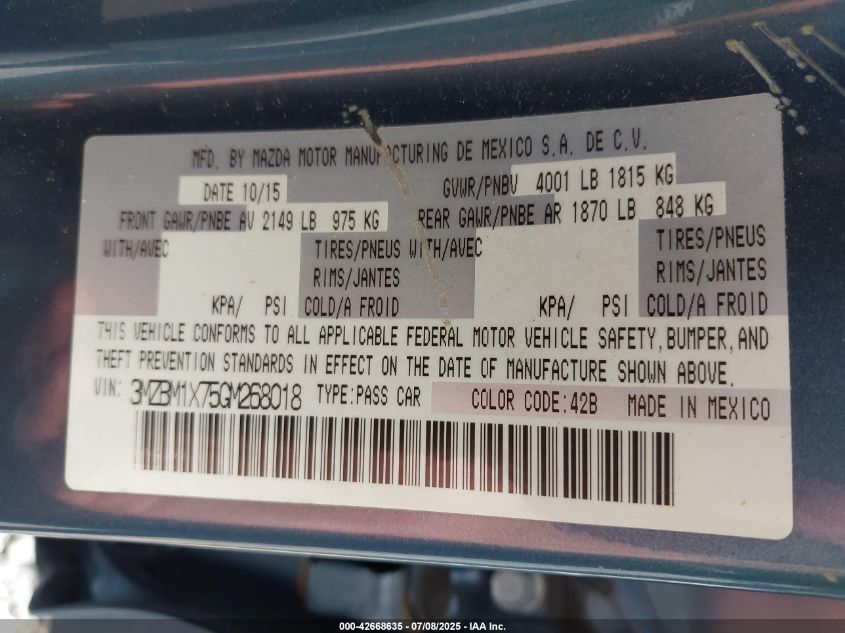 MFD. BY MAZDA MOTOR MANUFACTURING DE MEXICO S.A. DE C.V.
DATE 10/15 GVWR/PNBV 4001 LB 1815 KG
FRONT GAWR/PNBE AV 2149 LB 975 KG REAR GAWR/PNBE AR 1870 LB 848 KG
WITH/AVEC TIRES/PNEUS WITH/AVEC TIRES/PNEUS
RIMS/JANTES RIMS/JANTES
KPA/ PSI COLD/A FROID KPA/ PSI COLD/A FROID
THIS VEHICLE CONFORMS TO ALL APPLICABLE FEDERAL MOTOR VEHICLE SAFETY, BUMPER, AND
THEFT PREVENTION STANDARDS IN EFFECT ON THE DATE OF MANUFACTURE SHOWN ABOVE.
VIN: 3MZBM1X75GM268018 TYPE:PASS CAR COLOR CODE:42B MADE IN MEXICO
000-42668635 - 07/08/2025 - IAA Inc.